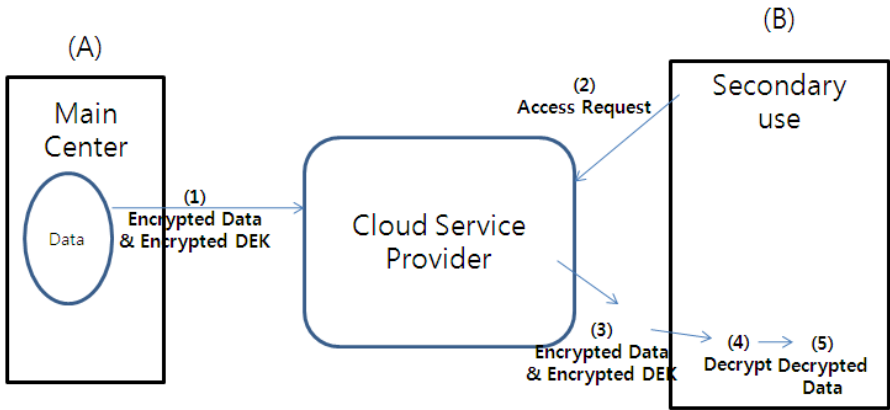 (A)
Main
Center
Data
(1)
Encrypted Data
& Encrypted DEK
Cloud Service
Provider
(2)
Access Request
(B)
Secondary
use
(3)
Encrypted Data
& Encrypted DEK
(4)
Decrypt
(5)
Decrypted
Data